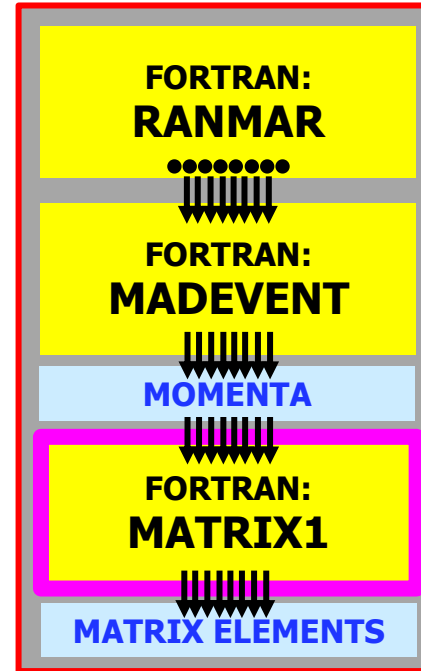 FORTRAN:
RANMAR
FORTRAN:
MADEVENT
MOMENTA
FORTRAN:
MATRIX1
MATRIX ELEMENTS